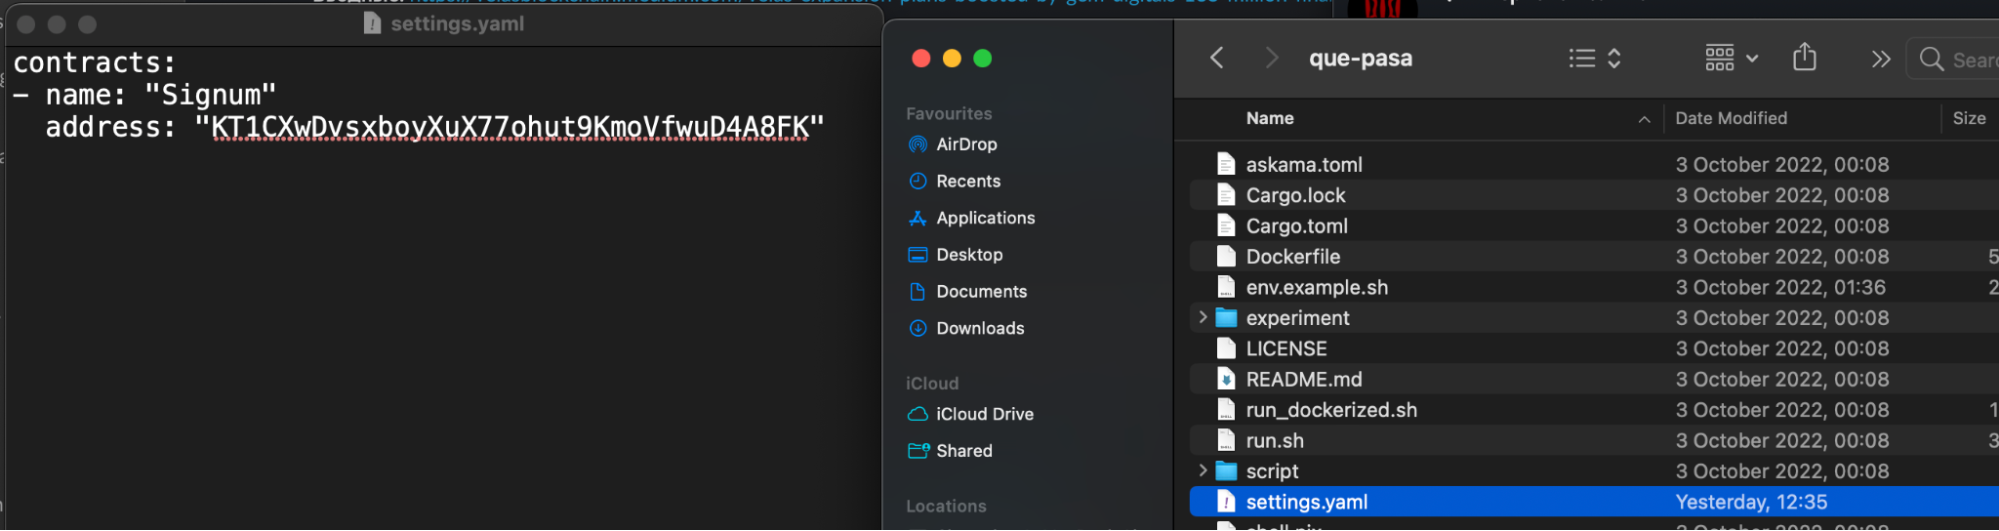 settings.yaml
contracts:
- name: "Signum"
address: "KT1CXwDvsxboyXuX77ohut9KmoVfwuD4A8FK"
Favourites
AirDrop
Recents
Applications
Desktop
Documents
Downloads
iCloud
iCloud Drive
Shared
Locations
que-pasa
Name Date Modified Size
askama.toml 3 October 2022, 00:08
Cargo.lock 3 October 2022, 00:08
Cargo.toml 3 October 2022, 00:08
Dockerfile 3 October 2022, 00:08 5
env.example.sh 3 October 2022, 01:36 2
experiment 3 October 2022, 00:08
LICENSE 3 October 2022, 00:08
README.md 3 October 2022, 00:08
run_dockerized.sh 3 October 2022, 00:08 1
run.sh 3 October 2022, 00:08 3
script 3 October 2022, 00:08
settings.yaml Yesterday, 12:35